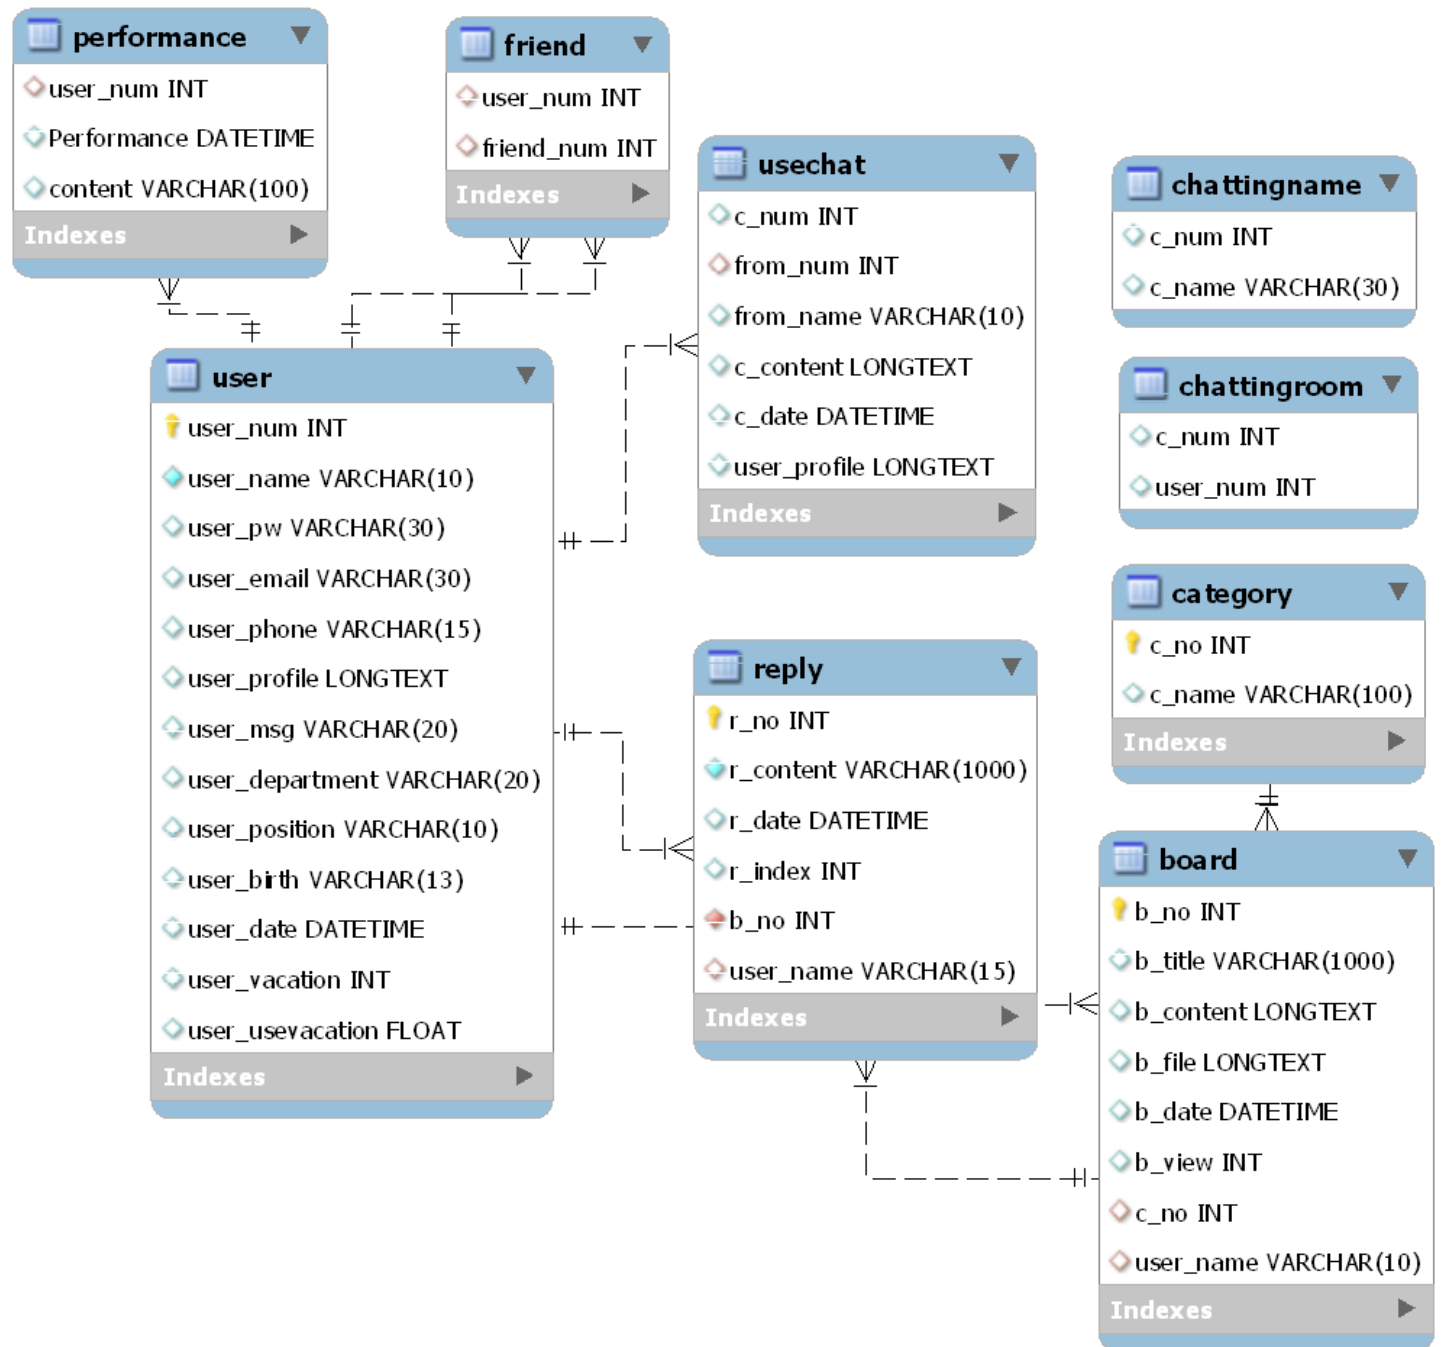 performance
user_num INT
Performance DATETIME
content VARCHAR(100)
Indexes
friend
user_num INT
friend_num INT
Indexes
usechat
c_num INT
from_num INT
from_name VARCHAR(10)
c_content LONGTEXT
c_date DATETIME
user_profile LONGTEXT
Indexes
chattingname
c_num INT
c_name VARCHAR(30)
chattingroom
c_num INT
user_num INT
user
user_num INT
user_name VARCHAR(10)
user_pw VARCHAR(30)
user_email VARCHAR(30)
user_phone VARCHAR(15)
user_profile LONGTEXT
user_msg VARCHAR(20)
user_department VARCHAR(20)
user_position VARCHAR(10)
user_birth VARCHAR(13)
user_date DATETIME
user_vacation INT
user_usevacation FLOAT
Indexes
reply
r_no INT
r_content VARCHAR(1000)
r_date DATETIME
r_index INT
b_no INT
user_name VARCHAR(15)
Indexes
category
c_no INT
c_name VARCHAR(100)
Indexes
board
b_no INT
b_title VARCHAR(1000)
b_content LONGTEXT
b_file LONGTEXT
b_date DATETIME
b_view INT
c_no INT
user_name VARCHAR(10)
Indexes